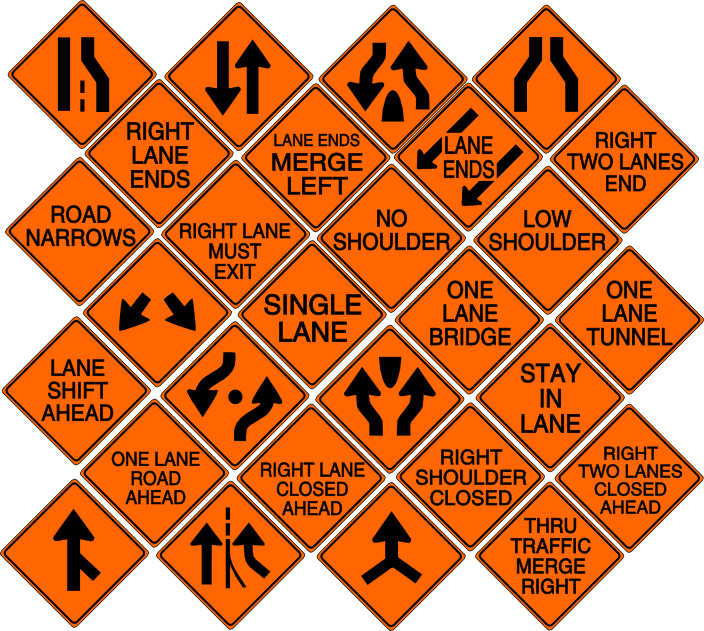 RIGHT
LANE
ENDS
LANE ENDS
MERGE
LEFT
LANE
ENDS
RIGHT
TWO LANES
END
ROAD
NARROWS
RIGHT LANE
MUST
EXIT
NO
SHOULDER
LOW
SHOULDER
SINGLE
LANE
ONE
LANE
BRIDGE
ONE
LANE
TUNNEL
LANE
SHIFT
AHEAD
STAY
IN
LANE
ONE LANE
ROAD
AHEAD
RIGHT LANE
CLOSED
AHEAD
RIGHT
SHOULDER
CLOSED
RIGHT
TWO LANES
CLOSED
AHEAD
THRU
TRAFFIC
MERGE
RIGHT